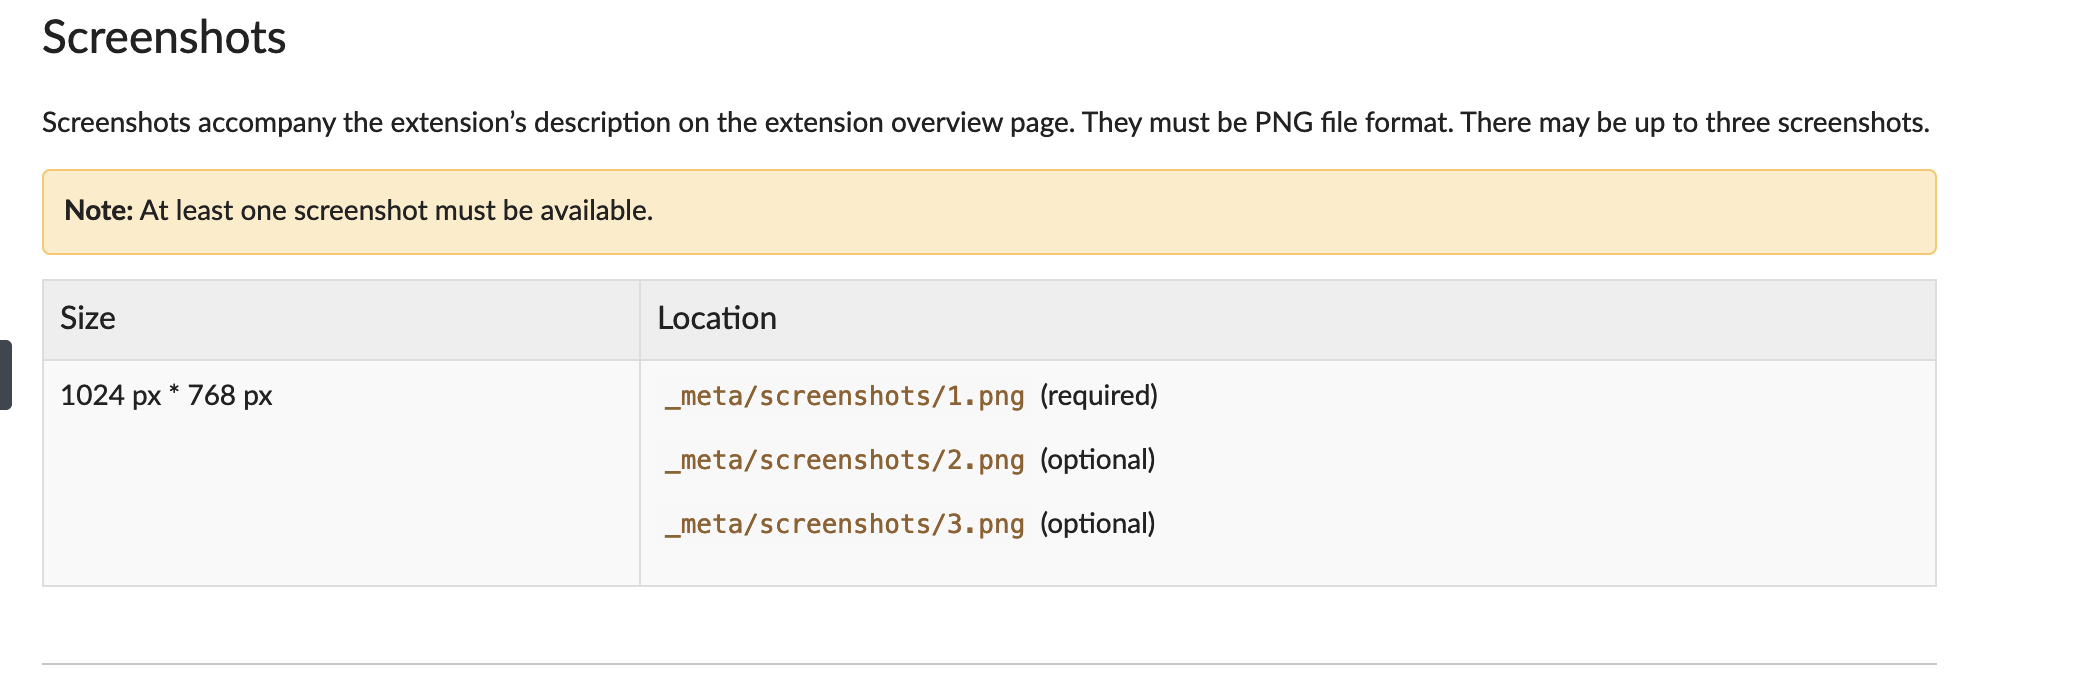 Screenshots
Screenshots accompany the extension’s description on the extension overview page. They must be PNG file format. There may be up to three screenshots.
Note: At least one screenshot must be available.
Size Location
1024 px * 768 px _meta/screenshots/1.png (required)
_meta/screenshots/2.png (optional)
_meta/screenshots/3.png (optional)